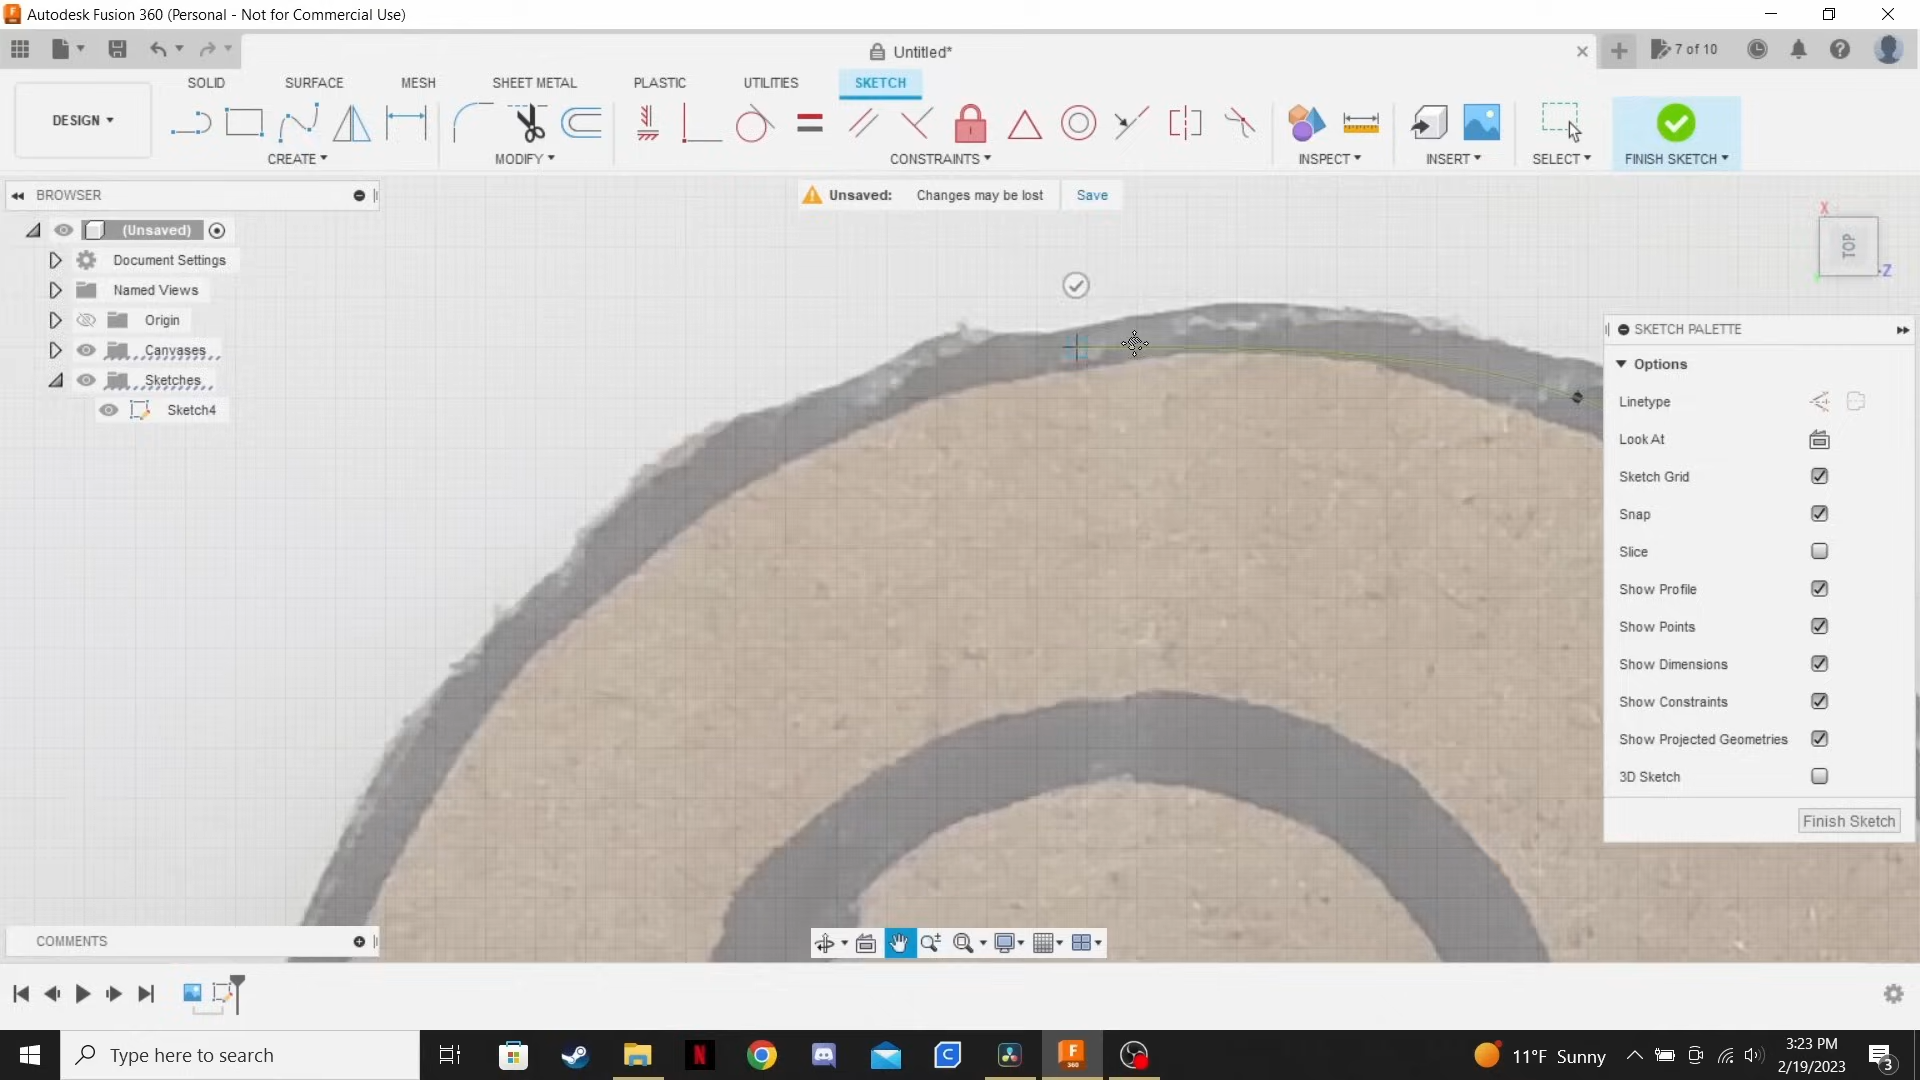 Autodesk Fusion 360 (Personal - Not for Commercial Use)
Untitled*
7 of 10
SOLID SURFACE MESH SHEET METAL PLASTIC UTILITIES SKETCH
DESIGN
CREATE MODIFY CONSTRAINTS INSPECT INSERT SELECT FINISH SKETCH
BROWSER
Unsaved: Changes may be lost Save
(Unsaved)
Document Settings
Named Views
Origin
Canvases
Sketches
Sketch4
X
TOP
Z
SKETCH PALETTE
Options
Linetype
Look At
Sketch Grid
Snap
Slice
Show Profile
Show Points
Show Dimensions
Show Constraints
Show Projected Geometries
3D Sketch
Finish Sketch
COMMENTS
Type here to search
N
F
360
11°F Sunny
3:23 PM
2/19/2023
3